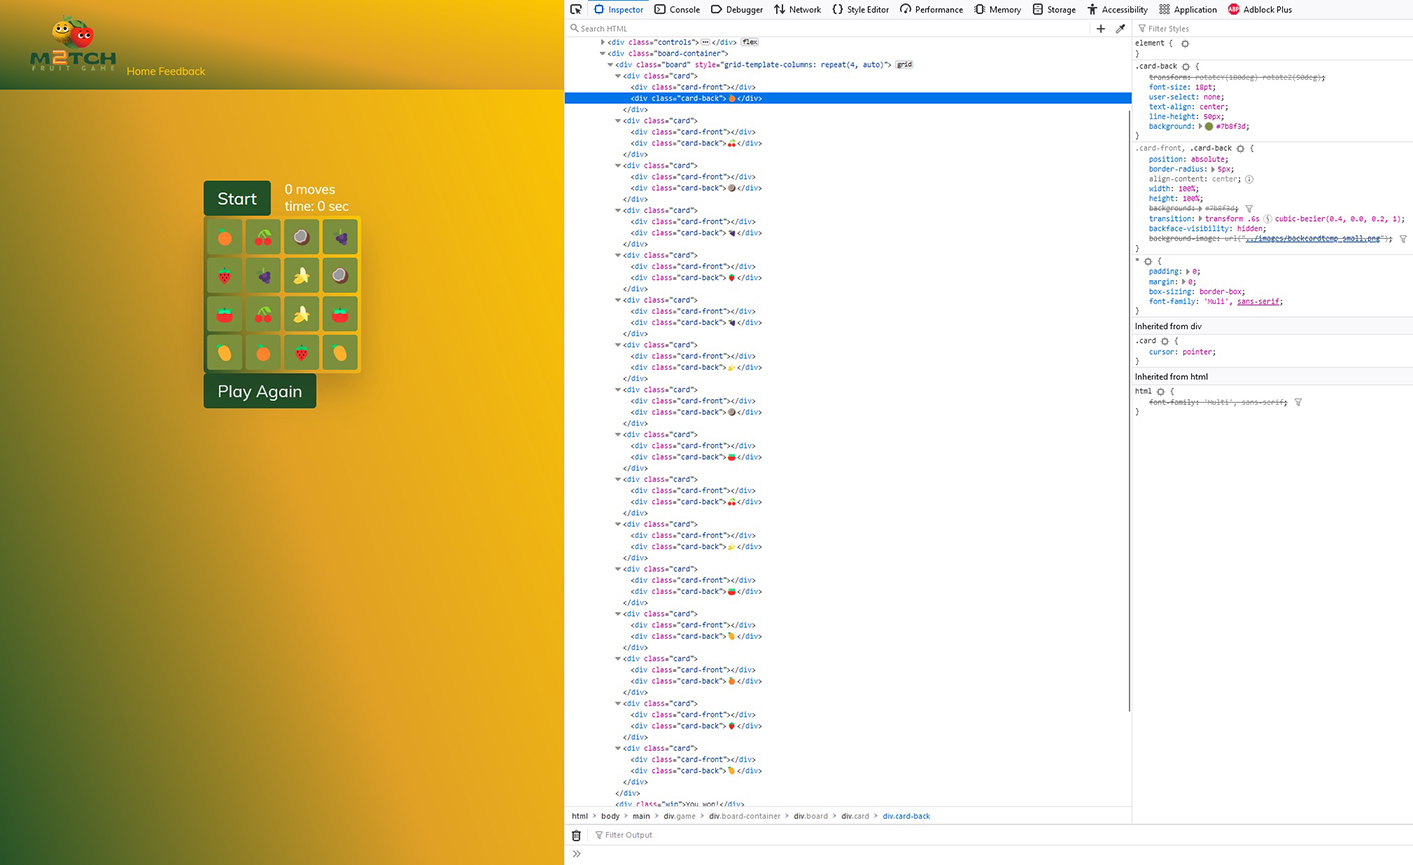 M2TCH
FRUIT GAME
Home Feedback
Start
0 moves
time: 0 sec
Play Again
Inspector
Console
Debugger
Network
Style Editor
Performance
Memory
Storage
Accessibility
Application
Adblock Plus
Search HTML
<div class="controls"></div> flex
<div class="board-container">
<div class="board" style="grid-template-columns: repeat(4, auto)"> grid
<div class="card">
<div class="card-front"></div>
<div class="card-back">🍊</div>
</div>
<div class="card">
<div class="card-front"></div>
<div class="card-back">🍒</div>
</div>
<div class="card">
<div class="card-front"></div>
<div class="card-back">🥥</div>
</div>
<div class="card">
<div class="card-front"></div>
<div class="card-back">🍇</div>
</div>
<div class="card">
<div class="card-front"></div>
<div class="card-back">🍓</div>
</div>
<div class="card">
<div class="card-front"></div>
<div class="card-back">🍇</div>
</div>
<div class="card">
<div class="card-front"></div>
<div class="card-back">🍌</div>
</div>
<div class="card">
<div class="card-front"></div>
<div class="card-back">🥥</div>
</div>
<div class="card">
<div class="card-front"></div>
<div class="card-back">🍅</div>
</div>
<div class="card">
<div class="card-front"></div>
<div class="card-back">🍒</div>
</div>
<div class="card">
<div class="card-front"></div>
<div class="card-back">🍌</div>
</div>
<div class="card">
<div class="card-front"></div>
<div class="card-back">🍅</div>
</div>
<div class="card">
<div class="card-front"></div>
<div class="card-back">🥭</div>
</div>
<div class="card">
<div class="card-front"></div>
<div class="card-back">🍊</div>
</div>
<div class="card">
<div class="card-front"></div>
<div class="card-back">🍓</div>
</div>
<div class="card">
<div class="card-front"></div>
<div class="card-back">🥭</div>
</div>
</div>
<div class="win">You won!</div>
html > body > main > div.game > div.board-container > div.board > div.card > div.card-back
Filter Output
Filter Styles
element {
}
.card-back {
transform: rotateY(180deg) rotateZ(50deg);
font-size: 18pt;
user-select: none;
text-align: center;
line-height: 50px;
background: #7b8f3d;
}
.card-front, .card-back {
position: absolute;
border-radius: 5px;
align-content: center;
width: 100%;
height: 100%;
background: #7b8f3d;
transition: transform .6s cubic-bezier(0.4, 0.0, 0.2, 1);
backface-visibility: hidden;
background-image: url("../images/backcardtemp_small.png");
}
* {
padding: 0;
margin: 0;
box-sizing: border-box;
font-family: 'Muli', sans-serif;
}
Inherited from div
.card {
cursor: pointer;
}
Inherited from html
html {
font-family: 'Multi', sans-serif;
}